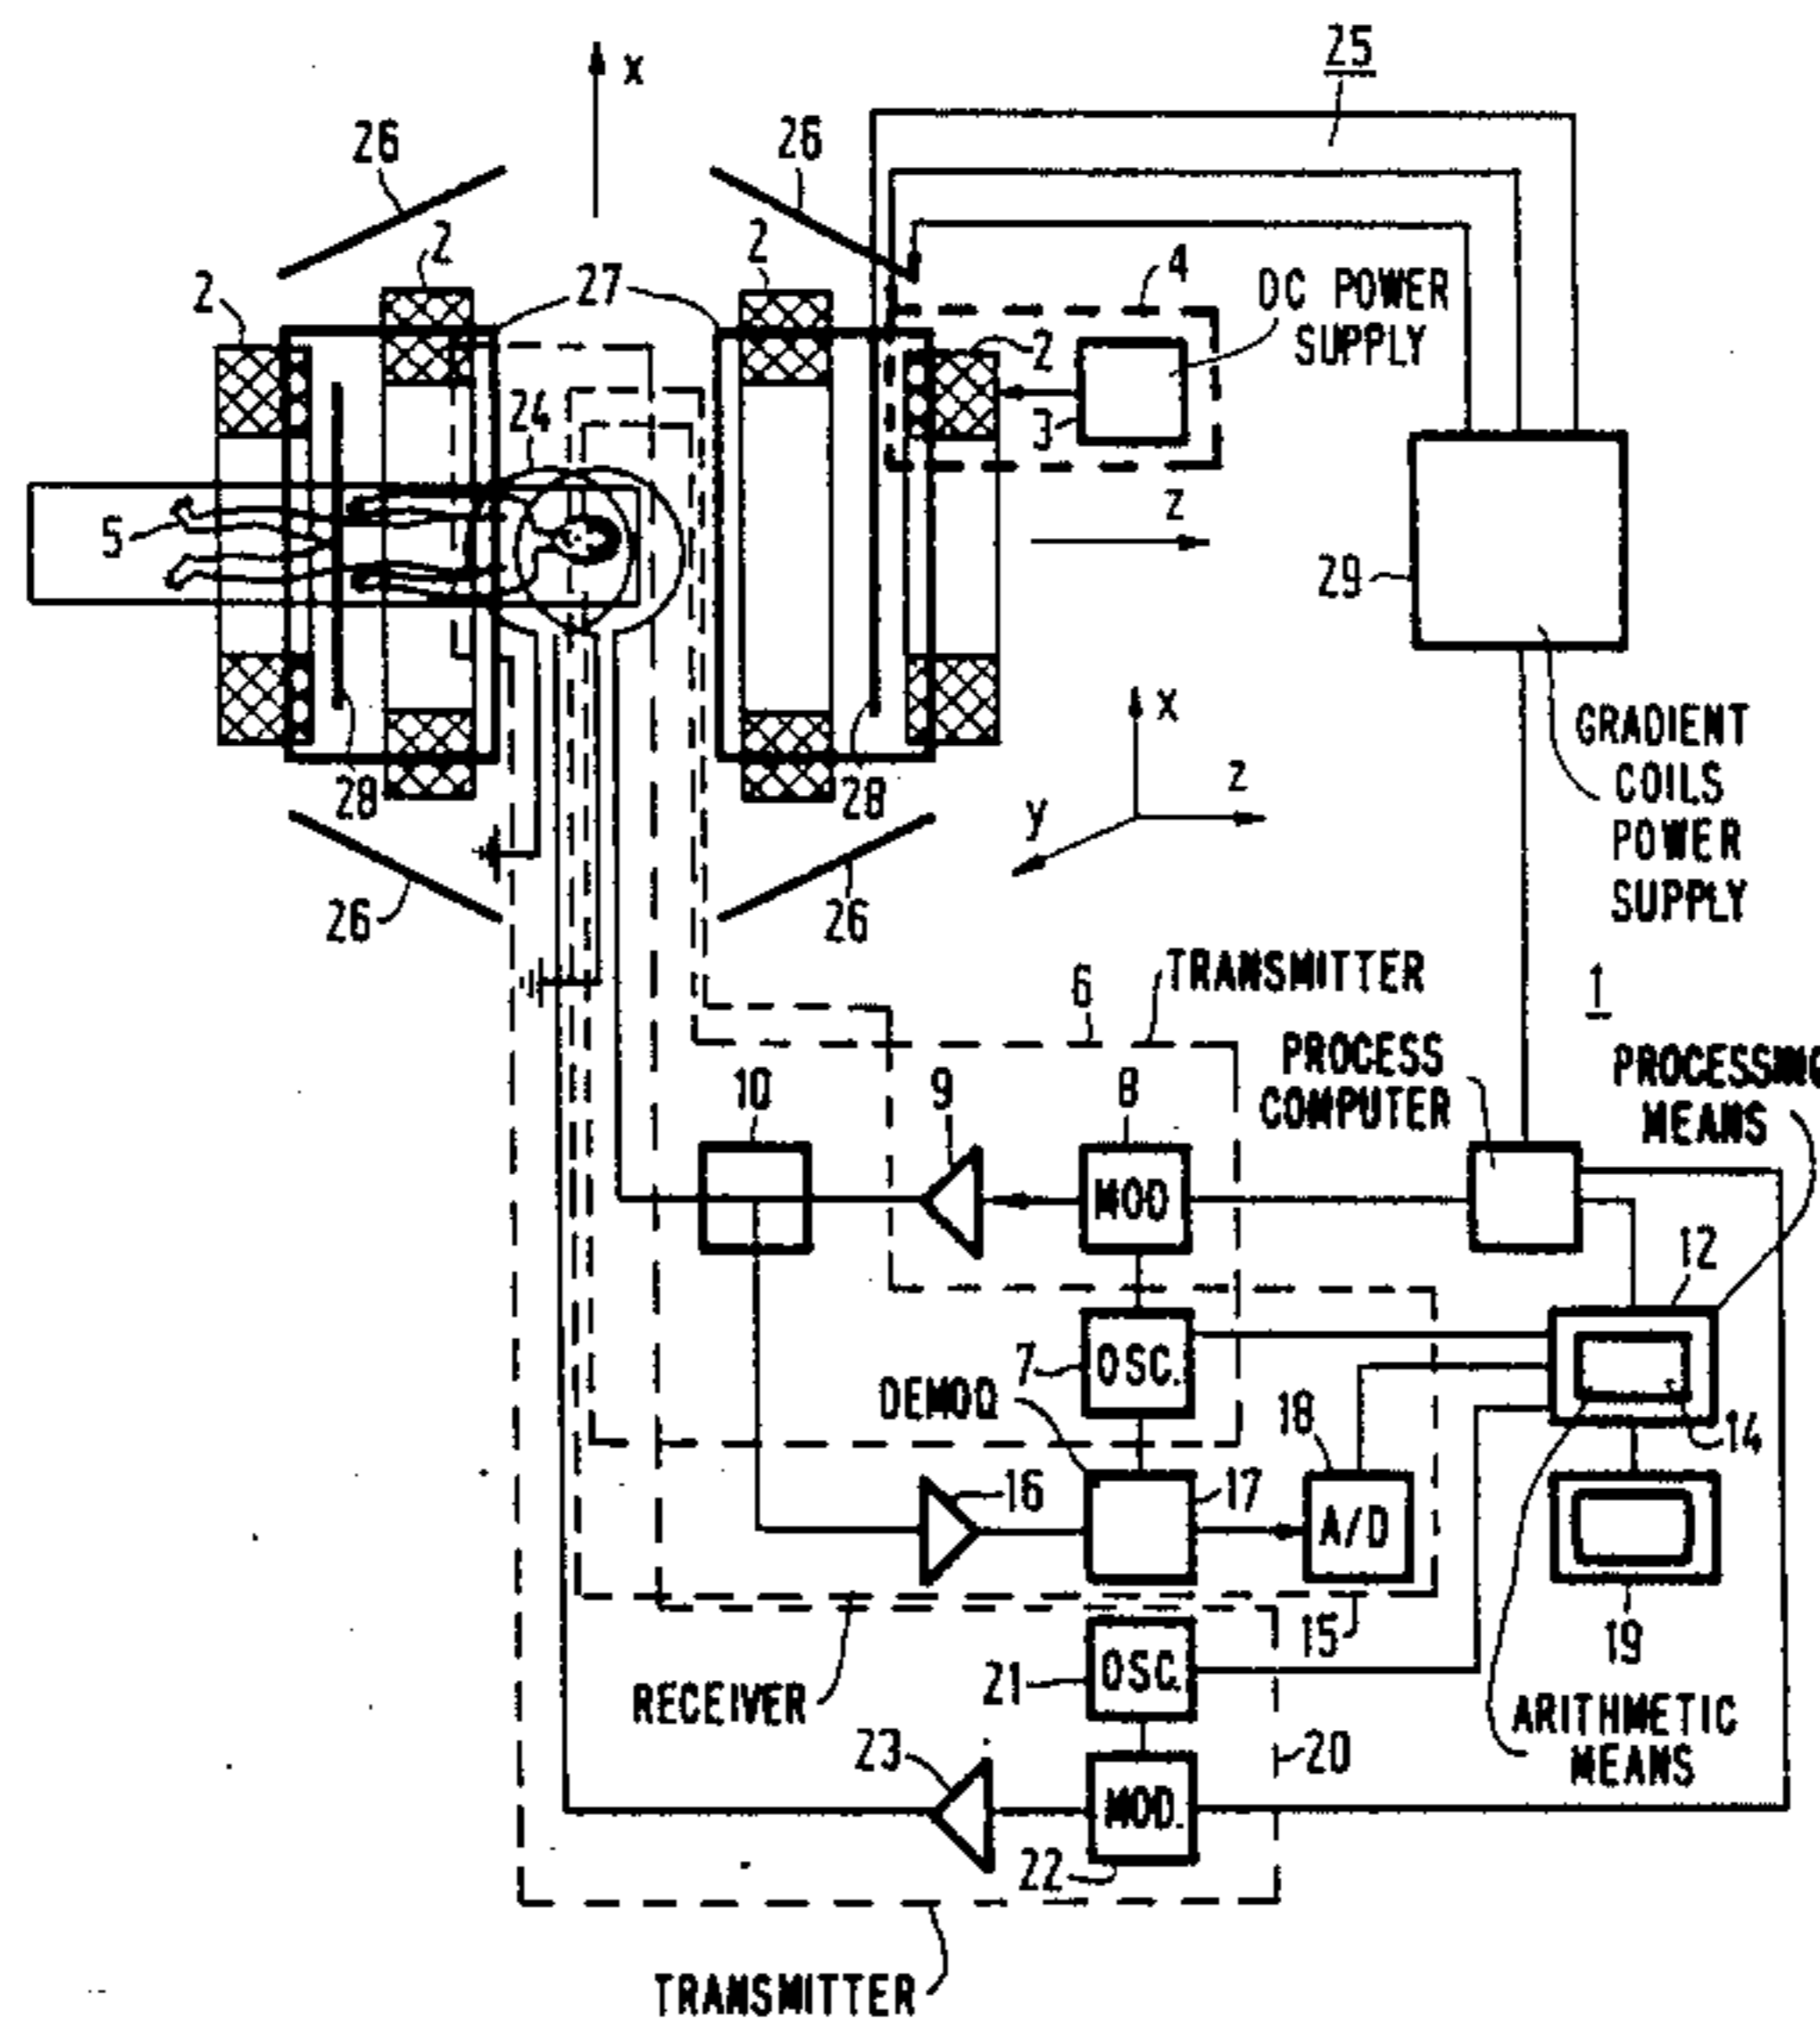 25
x
26
26
2
2
2
27
4
DC POWER
SUPPLY
2
24
3
z
5
29
x
z
y
28
28
GRADIENT
COILS
POWER
SUPPLY
26
26
6
TRANSMITTER
1
PROCESS
COMPUTER
PROCESSING
MEANS
10
9
8
MOD
12
7
OSC.
DEMOD
18
14
16
17
A/D
15
19
RECEIVER
21
OSC.
ARITHMETIC
MEANS
23
20
MOD.
22
TRANSMITTER